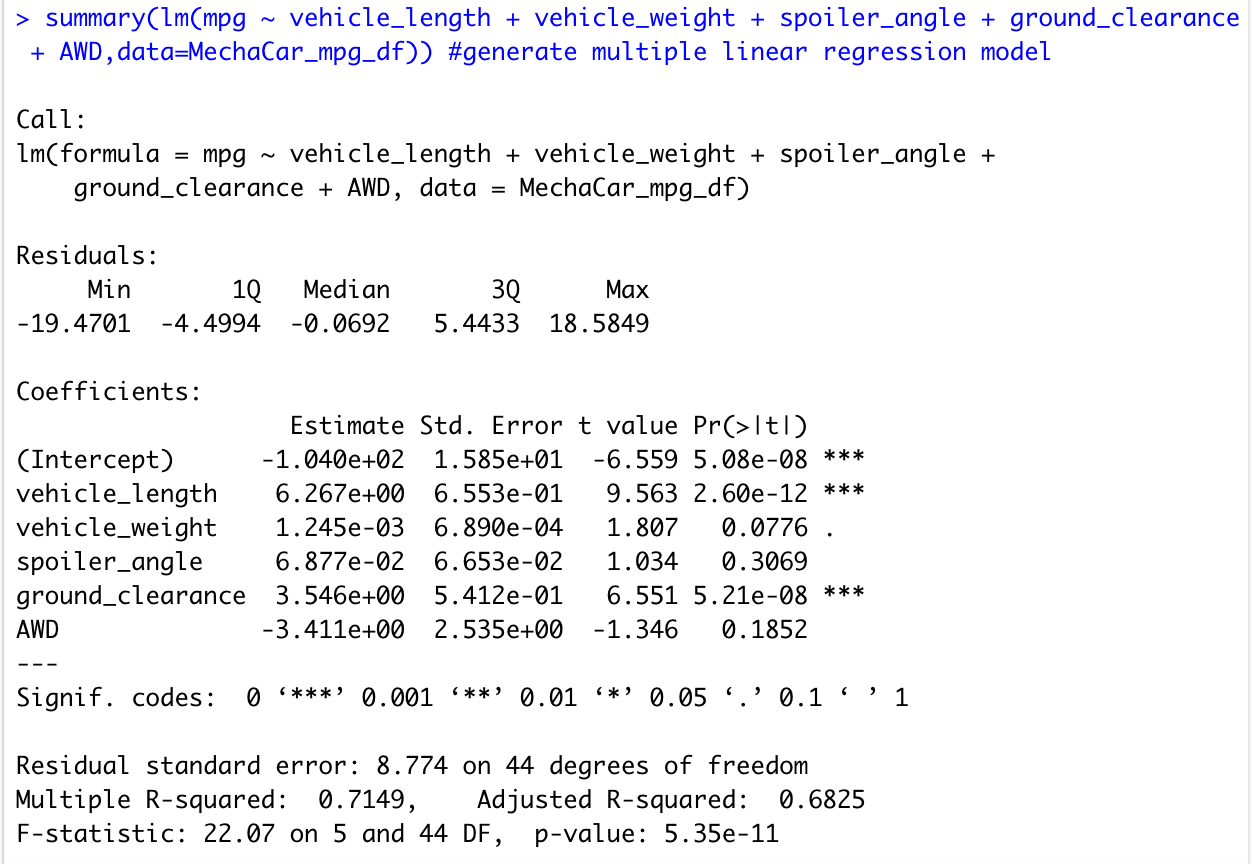 > summary(lm(mpg ~ vehicle_length + vehicle_weight + spoiler_angle + ground_clearance
+ AWD,data=MechaCar_mpg_df)) #generate multiple linear regression model

Call:
lm(formula = mpg ~ vehicle_length + vehicle_weight + spoiler_angle +
    ground_clearance + AWD, data = MechaCar_mpg_df)

Residuals:
     Min       1Q   Median       3Q      Max
-19.4701  -4.4994  -0.0692   5.4433  18.5849

Coefficients:
                   Estimate Std. Error t value Pr(>|t|)
(Intercept)      -1.040e+02  1.585e+01  -6.559 5.08e-08 ***
vehicle_length    6.267e+00  6.553e-01   9.563 2.60e-12 ***
vehicle_weight    1.245e-03  6.890e-04   1.807   0.0776 .
spoiler_angle     6.877e-02  6.653e-02   1.034   0.3069
ground_clearance  3.546e+00  5.412e-01   6.551 5.21e-08 ***
AWD              -3.411e+00  2.535e+00  -1.346   0.1852
---
Signif. codes:  0 ‘***’ 0.001 ‘**’ 0.01 ‘*’ 0.05 ‘.’ 0.1 ‘ ’ 1

Residual standard error: 8.774 on 44 degrees of freedom
Multiple R-squared:  0.7149,    Adjusted R-squared:  0.6825
F-statistic: 22.07 on 5 and 44 DF,  p-value: 5.35e-11